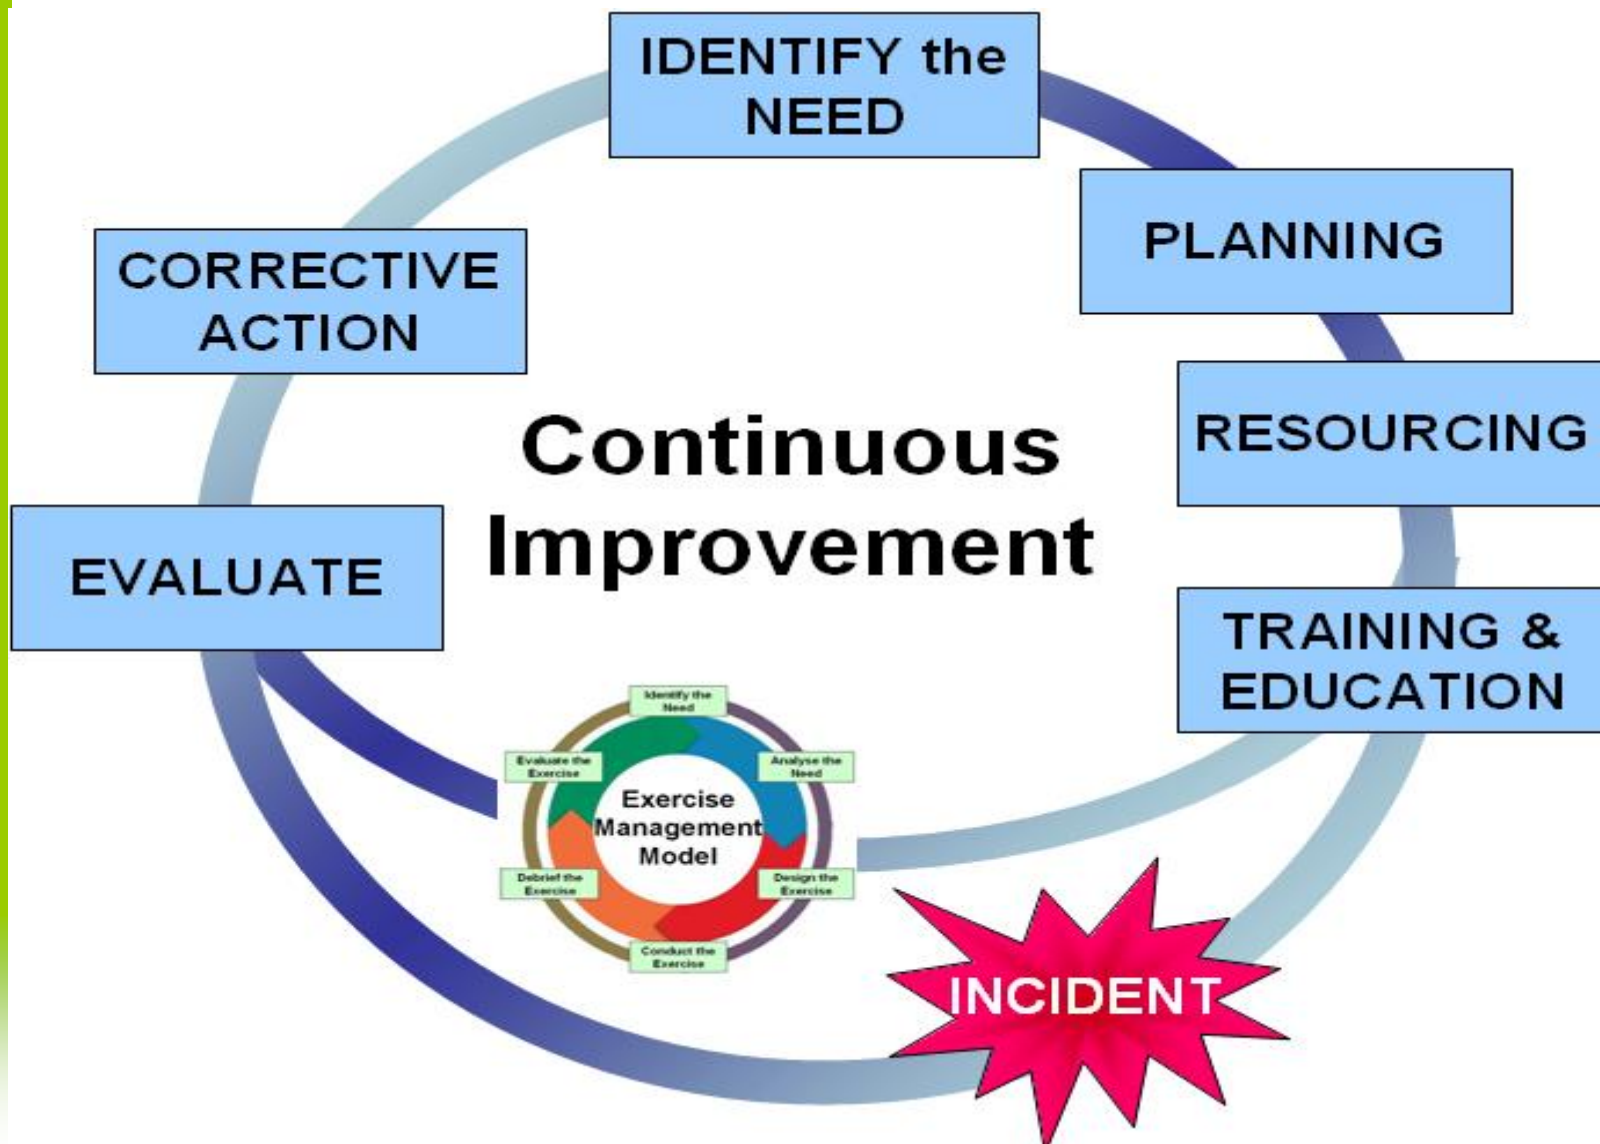 IDENTIFY the
NEED
PLANNING
CORRECTIVE
ACTION
RESOURCING
Continuous
Improvement
EVALUATE
TRAINING &
EDUCATION
Identify the
Need
Evaluate the
Exercise
Analyse the
Need
Exercise
Management
Model
Debrief the
Exercise
Design the
Exercise
Conduct the
Exercise
INCIDENT